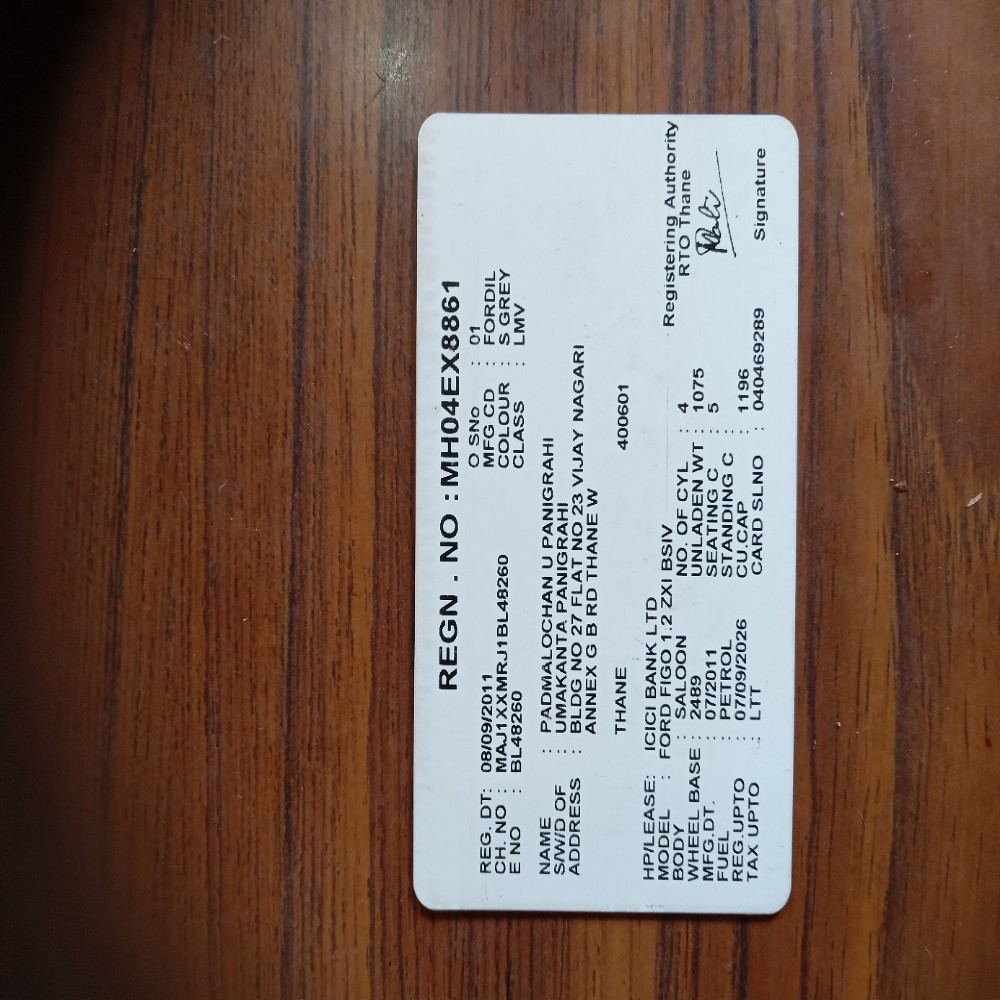 REGN . NO : MH04EX8861
REG. DT: 08/09/2011 O SNo : 01
CH. NO : MAJ1XXMRJ1BL48260 MFG CD : FORDIL
E NO : BL48260 COLOUR : S GREY
CLASS : LMV
NAME : PADMALOCHAN U PANIGRAHI
S/W/D OF : UMAKANTA PANIGRAHI
ADDRESS : BLDG NO 27 FLAT NO 23 VIJAY NAGARI
ANNEX G B RD THANE W
THANE 400601
HP/LEASE: ICICI BANK LTD
MODEL : FORD FIGO 1.2 ZXI BSIV
BODY : SALOON NO. OF CYL : 4
WHEEL BASE : 2489 UNLADEN WT : 1075
MFG.DT. : 07/2011 SEATING C : 5
FUEL : PETROL STANDING C :
REG.UPTO : 07/09/2026 CU.CAP : 1196
TAX UPTO : LTT CARD SLNO : 040469289
Registering Authority
RTO Thane
Signature